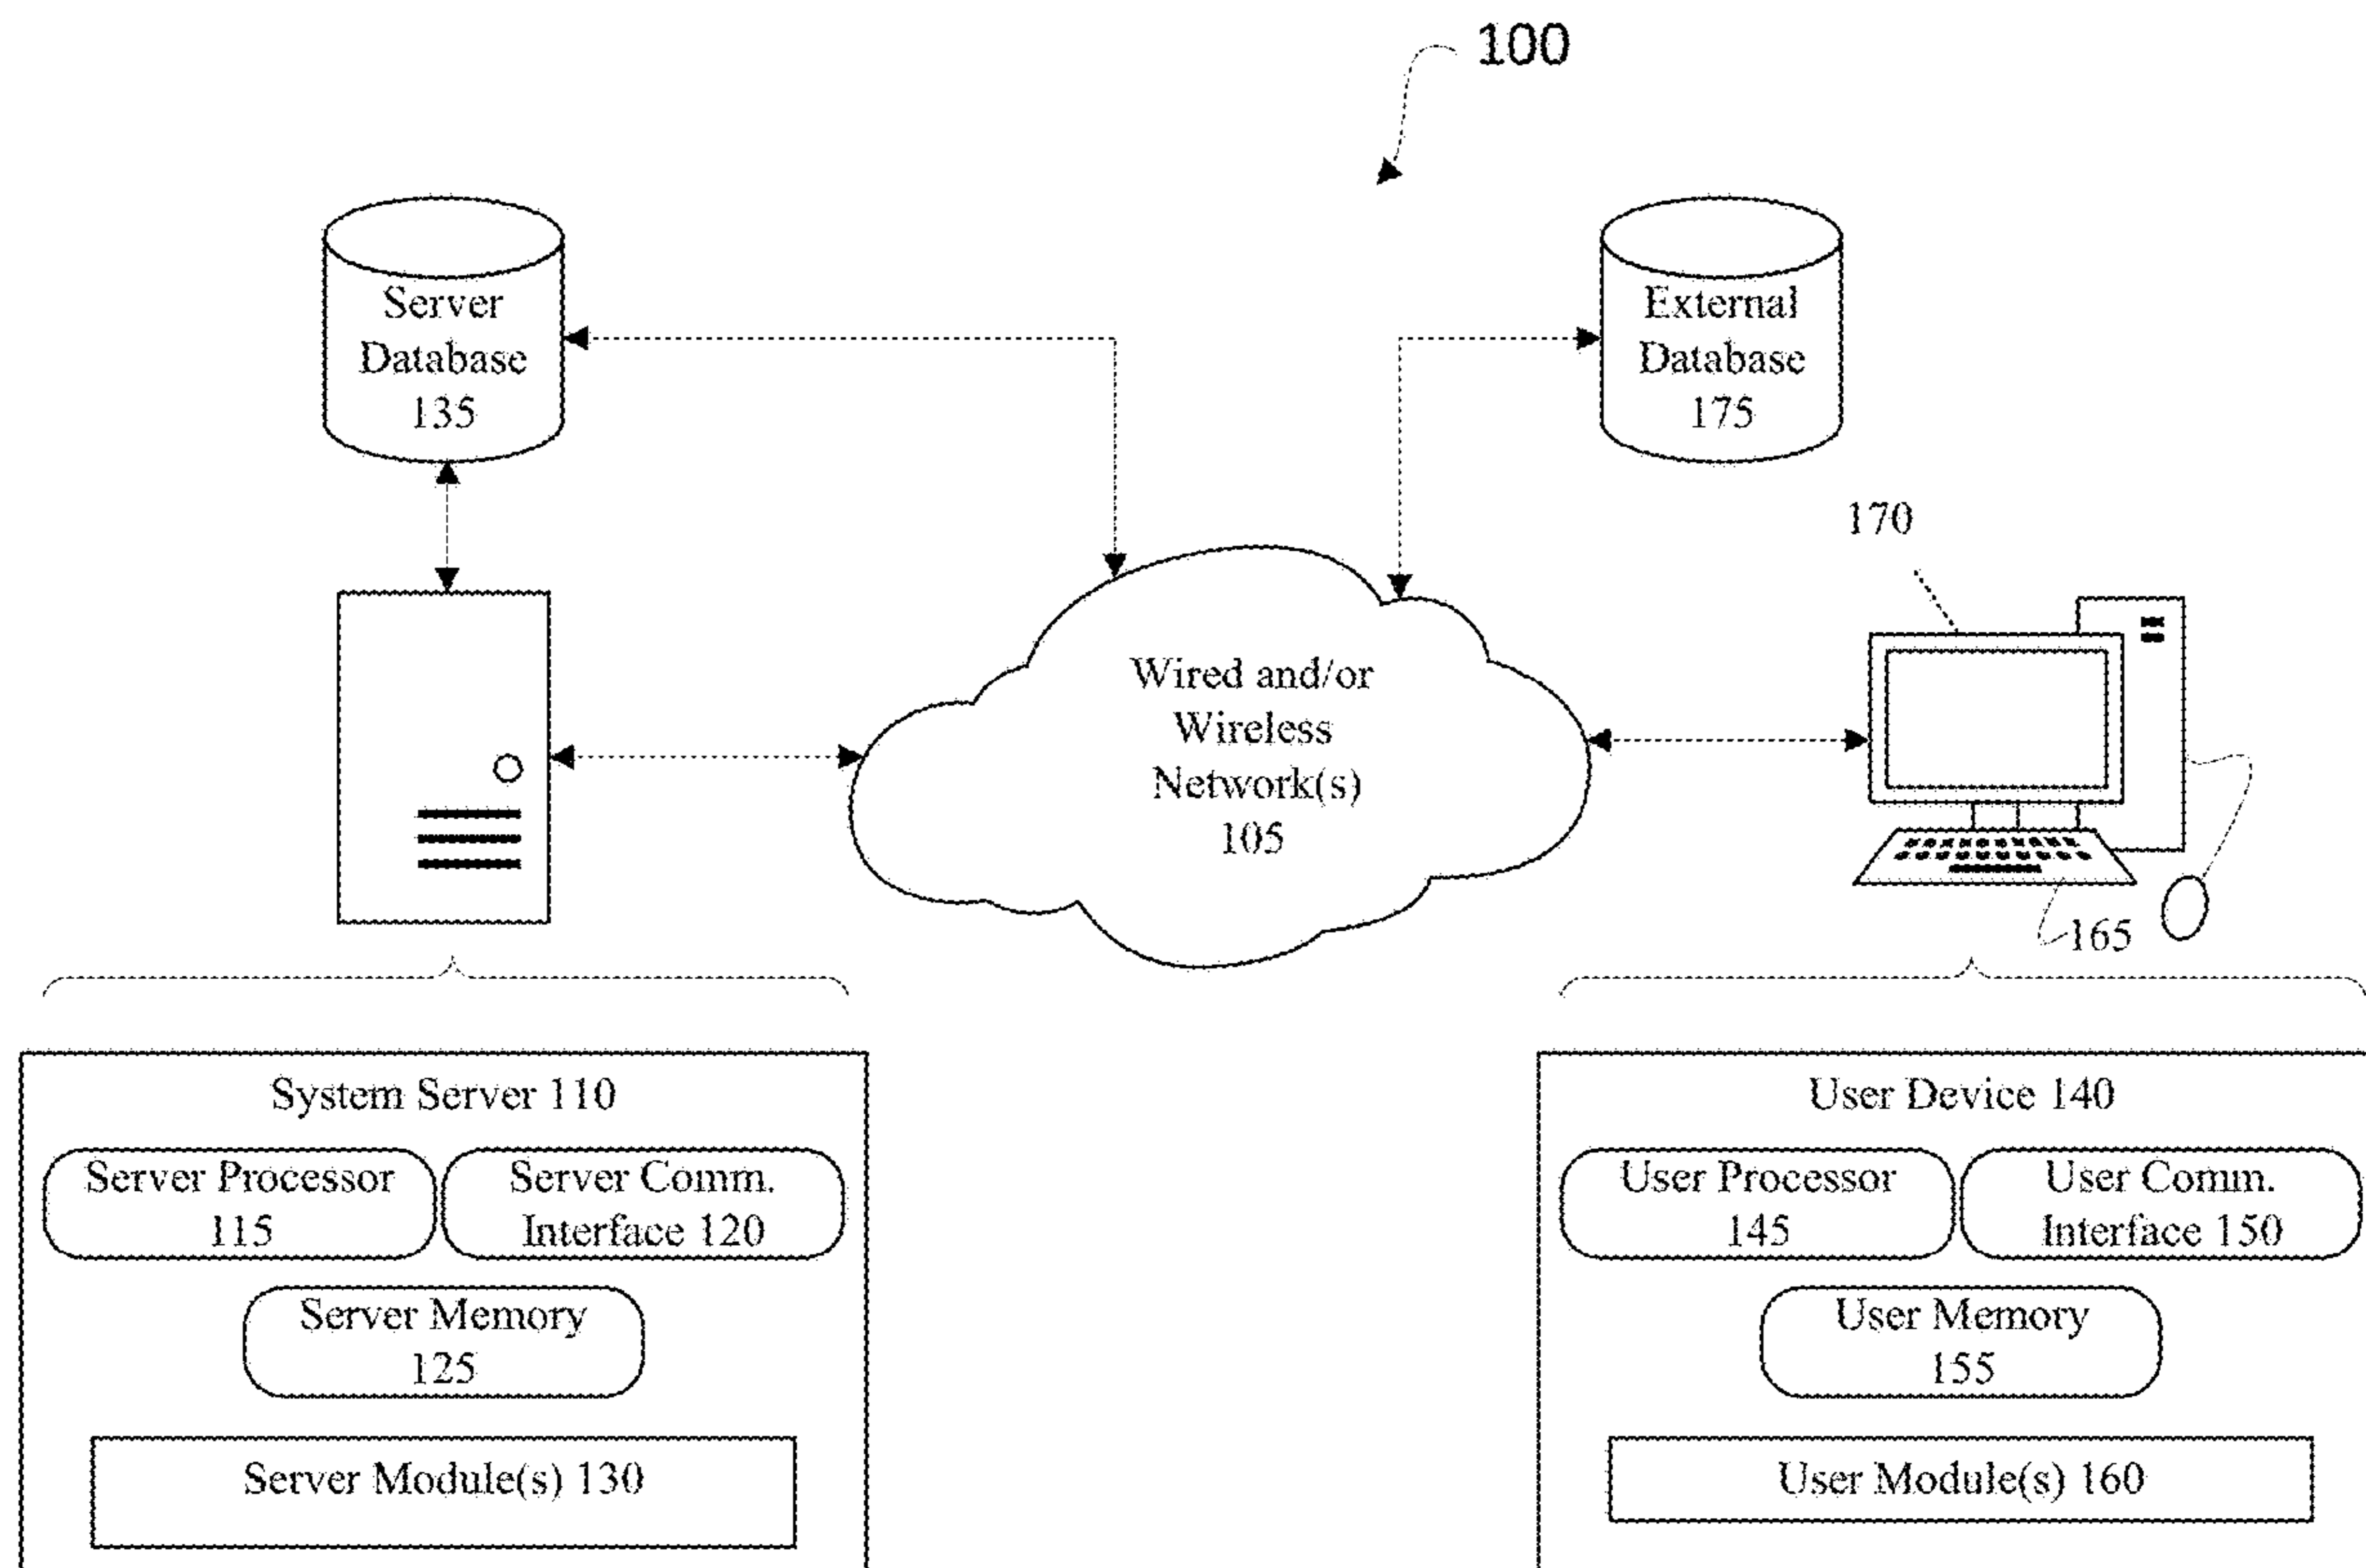 100
Server
Database
135
External
Database
175
170
Wired and/or
Wireless
Network(s)
105
165
System Server 110
Server Processor
115
Server Comm.
Interface 120
Server Memory
125
Server Module(s) 130
User Device 140
User Processor
145
User Comm.
Interface 150
User Memory
155
User Module(s) 160